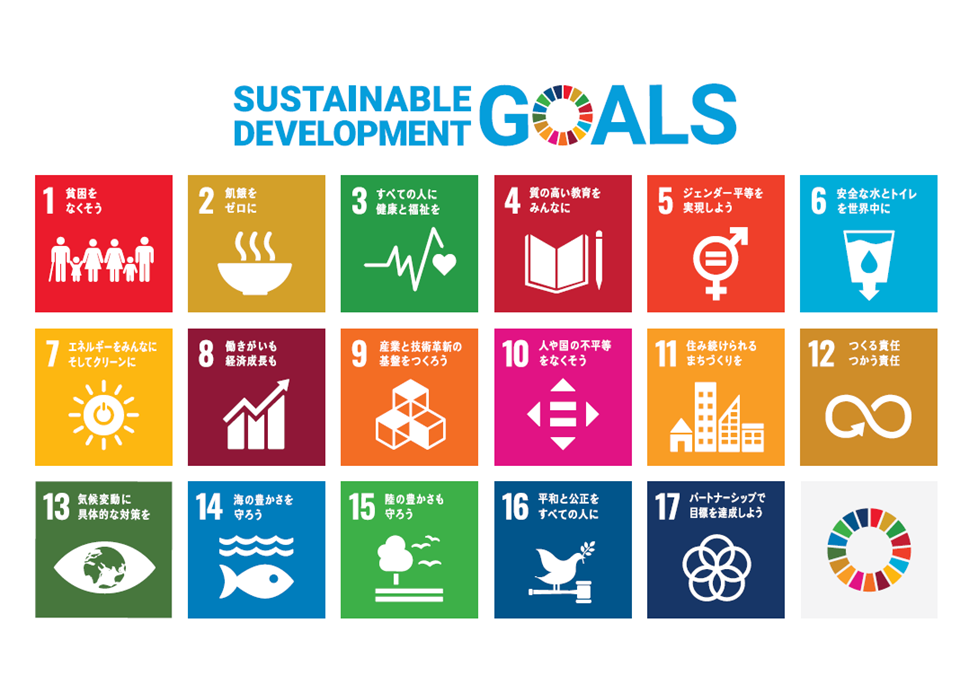 SUSTAINABLE
DEVELOPMENT
GOALS
1 貧困を
なくそう
2 飢餓を
ゼロに
3 すべての人に
健康と福祉を
4 質の高い教育を
みんなに
5 ジェンダー平等を
実現しよう
6 安全な水とトイレ
を世界中に
7 エネルギーをみんなに
そしてクリーンに
8 働きがいも
経済成長も
9 産業と技術革新の
基盤をつくろう
10 人や国の不平等
をなくそう
11 住み続けられる
まちづくりを
12 つくる責任
つかう責任
13 気候変動に
具体的な対策を
14 海の豊かさを
守ろう
15 陸の豊かさも
守ろう
16 平和と公正を
すべての人に
17 パートナーシップで
目標を達成しよう